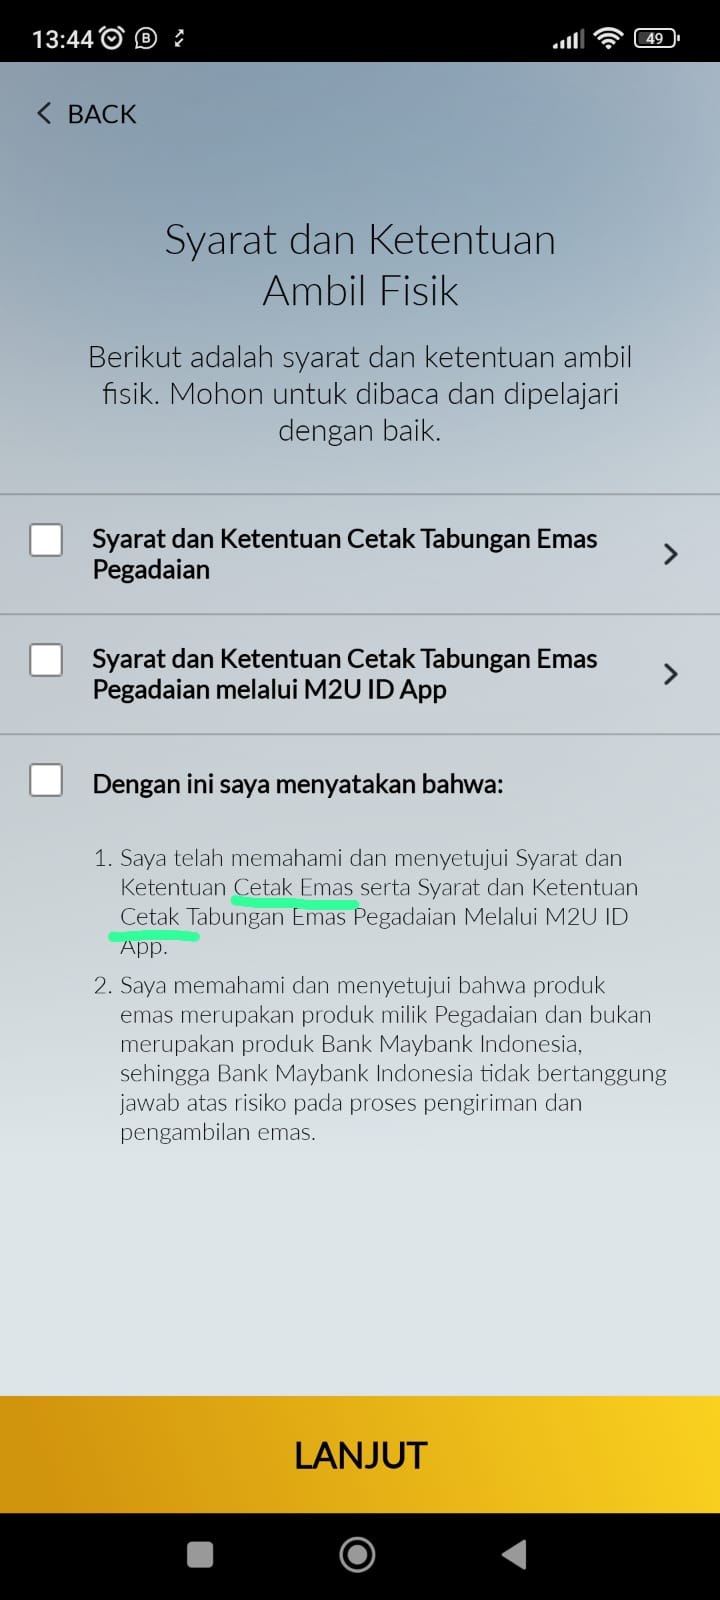 13:44
49
BACK
Syarat dan Ketentuan
Ambil Fisik
Berikut adalah syarat dan ketentuan ambil
fisik. Mohon untuk dibaca dan dipelajari
dengan baik.
Syarat dan Ketentuan Cetak Tabungan Emas
Pegadaian
Syarat dan Ketentuan Cetak Tabungan Emas
Pegadaian melalui M2U ID App
Dengan ini saya menyatakan bahwa:
1. Saya telah memahami dan menyetujui Syarat dan
Ketentuan Cetak Emas serta Syarat dan Ketentuan
Cetak Tabungan Emas Pegadaian Melalui M2U ID
App.
2. Saya memahami dan menyetujui bahwa produk
emas merupakan produk milik Pegadaian dan bukan
merupakan produk Bank Maybank Indonesia,
sehingga Bank Maybank Indonesia tidak bertanggung
jawab atas risiko pada proses pengiriman dan
pengambilan emas.
LANJUT